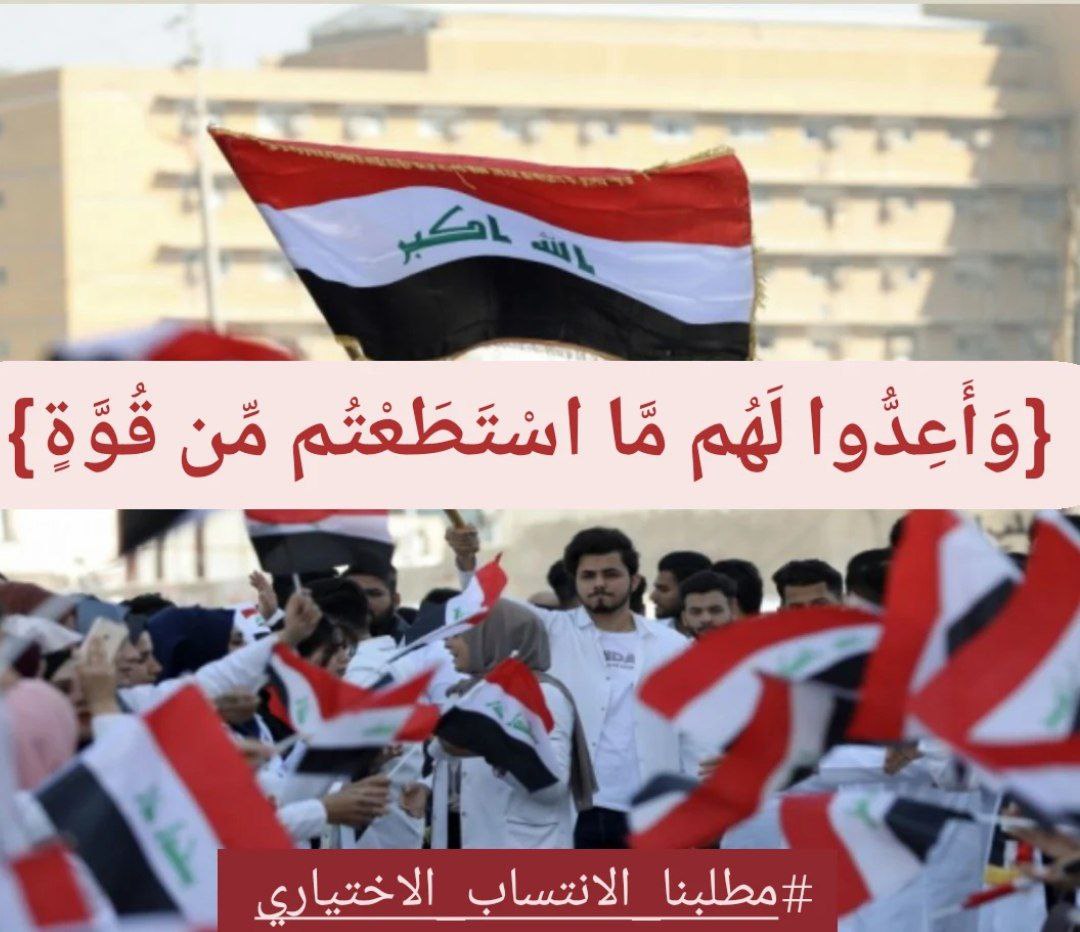 الله اكبر
{وَأَعِدُّوا لَهُم مَّا اسْتَطَعْتُم مِّن قُوَّةٍ}
#مطلبنا_الانتساب_الاختياري